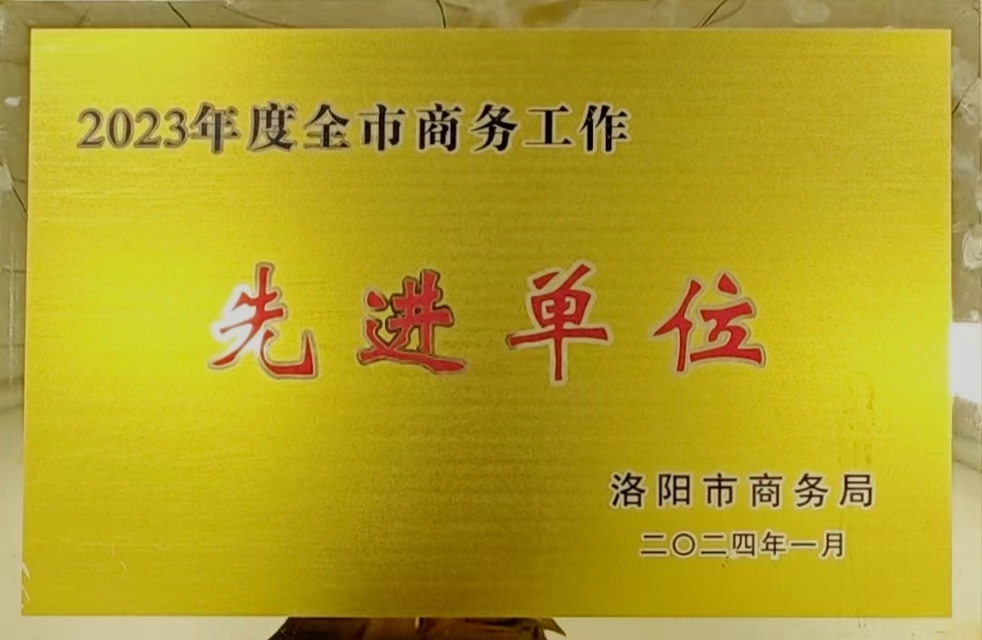 2023年度全市商务工作
先进单位
洛阳市商务局
二〇二四年一月